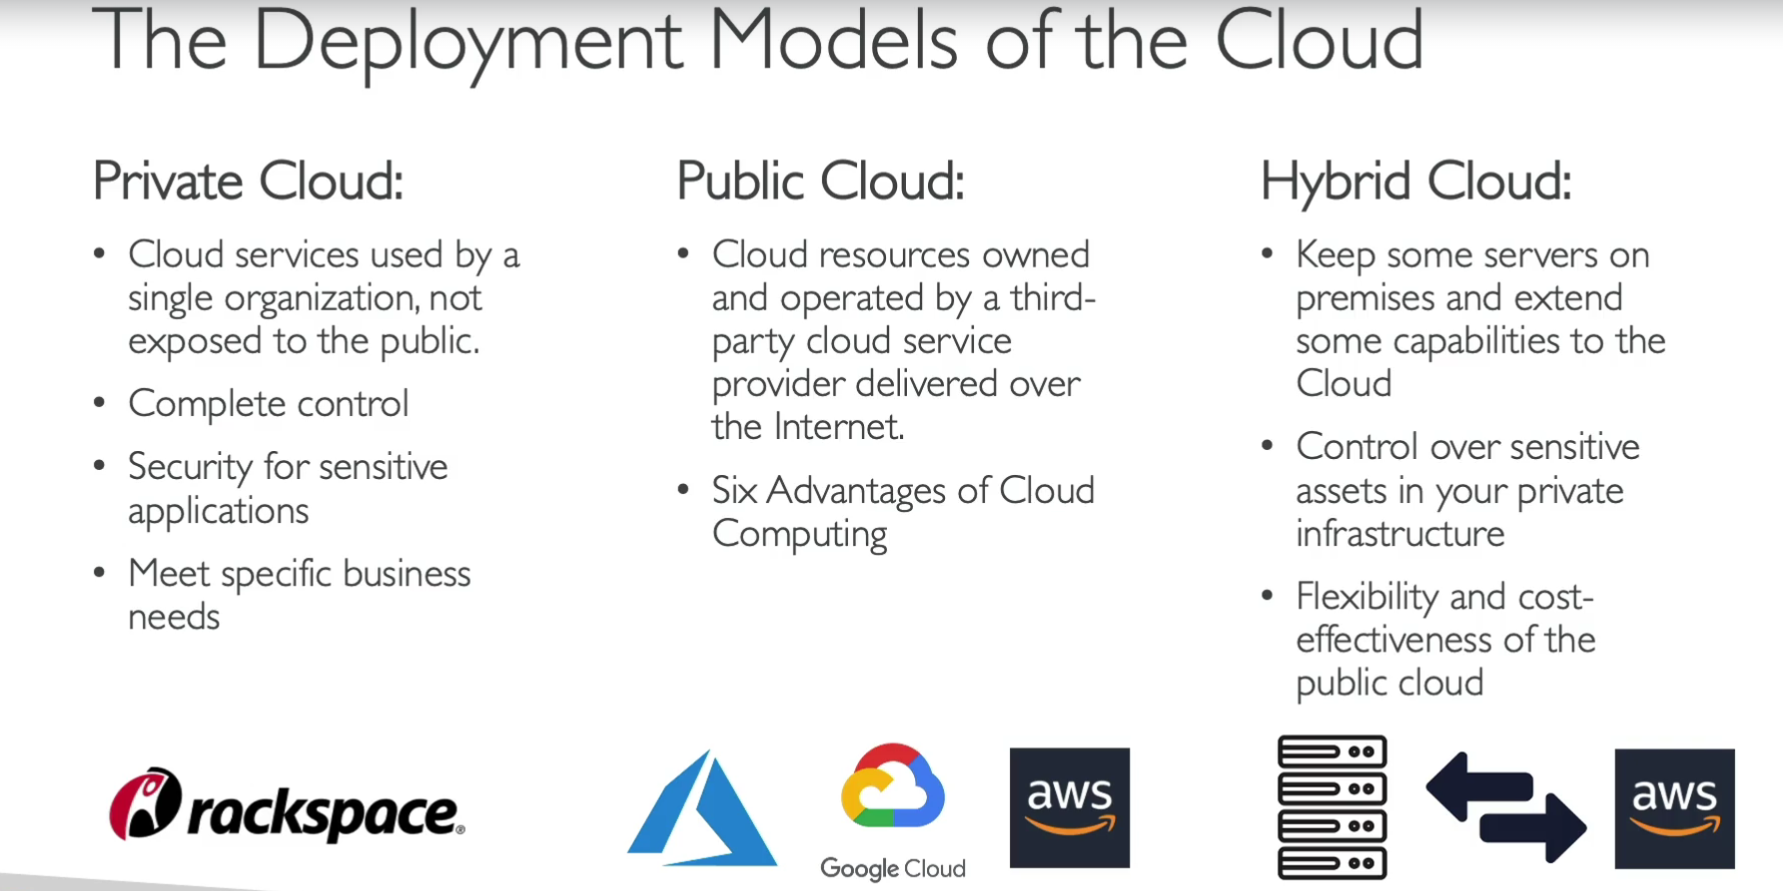 The Deployment Models of the Cloud
Private Cloud:
• Cloud services used by a
single organization, not
exposed to the public.
• Complete control
• Security for sensitive
applications
• Meet specific business
needs
rackspace®
Public Cloud:
• Cloud resources owned
and operated by a third-
party cloud service
provider delivered over
the Internet.
• Six Advantages of Cloud
Computing
Google Cloud
aws
Hybrid Cloud:
• Keep some servers on
premises and extend
some capabilities to the
Cloud
• Control over sensitive
assets in your private
infrastructure
• Flexibility and cost-
effectiveness of the
public cloud
aws